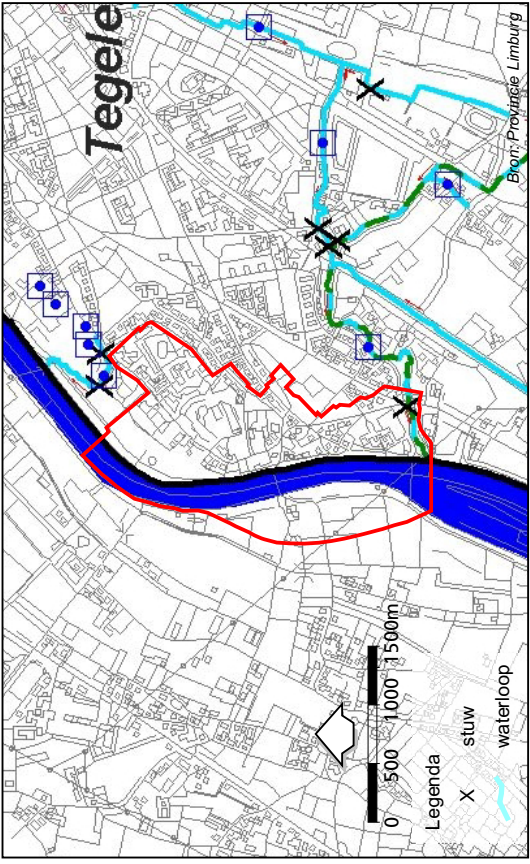 Tegele
Bron: Provincie Limburg
0 500 1000 1500m
Legenda
X stuw
waterloop